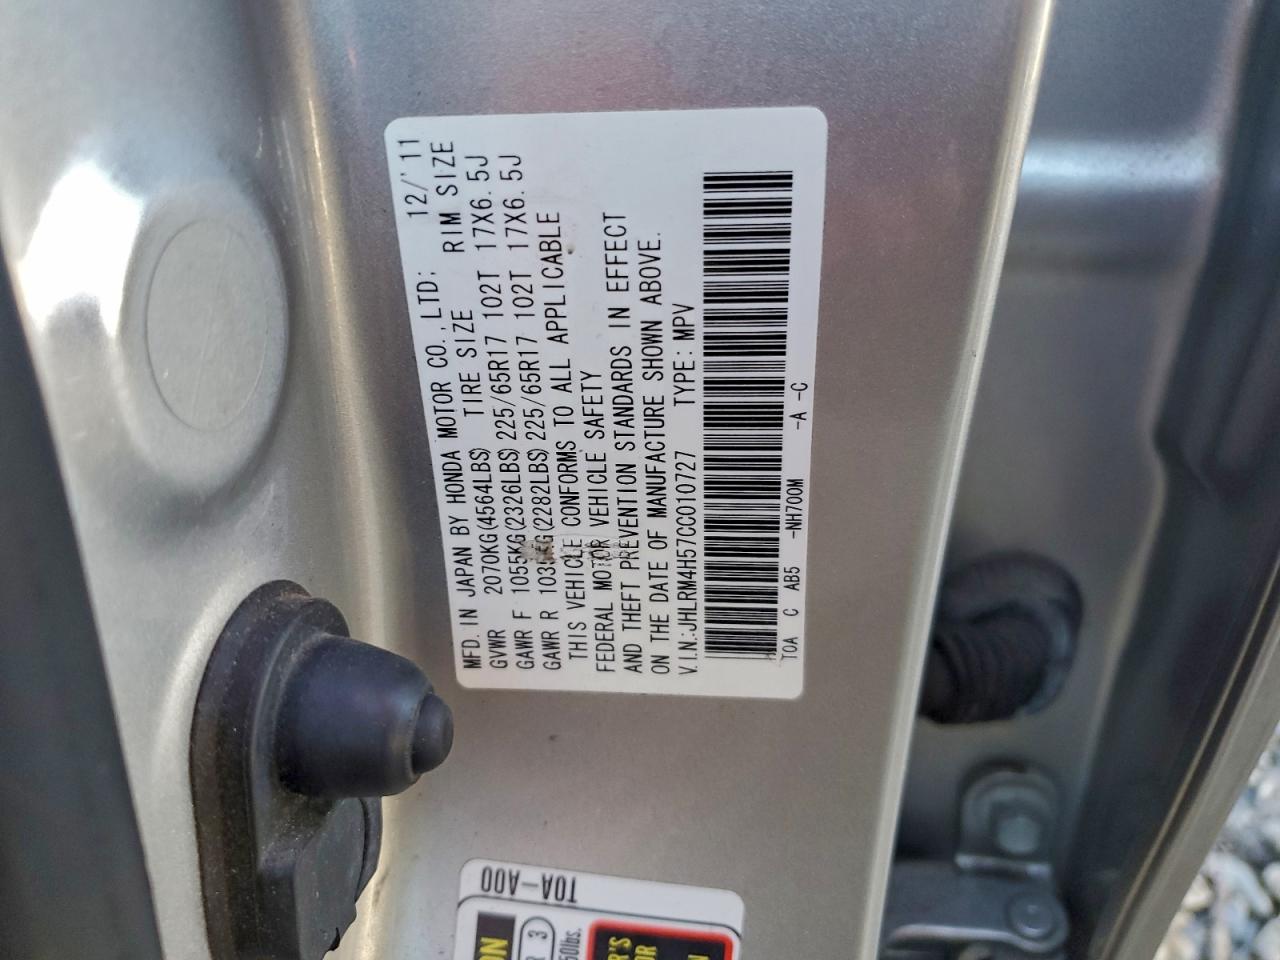 MFD. IN JAPAN BY HONDA MOTOR CO., LTD; 12/'11
GVWR 2070KG(4564LBS) TIRE SIZE RIM SIZE
GAWR F 1055KG(2326LBS) 225/65R17 102T 17X6.5J
GAWR R 1035KG(2282LBS) 225/65R17 102T 17X6.5J
THIS VEHICLE CONFORMS TO ALL APPLICABLE
FEDERAL MOTOR VEHICLE SAFETY
AND THEFT PREVENTION STANDARDS IN EFFECT
ON THE DATE OF MANUFACTURE SHOWN ABOVE.
V.I.N.:JHLRM4H57CC010727 TYPE: MPV
T0A C AB5 -NH700M -A -C
T0A-A00